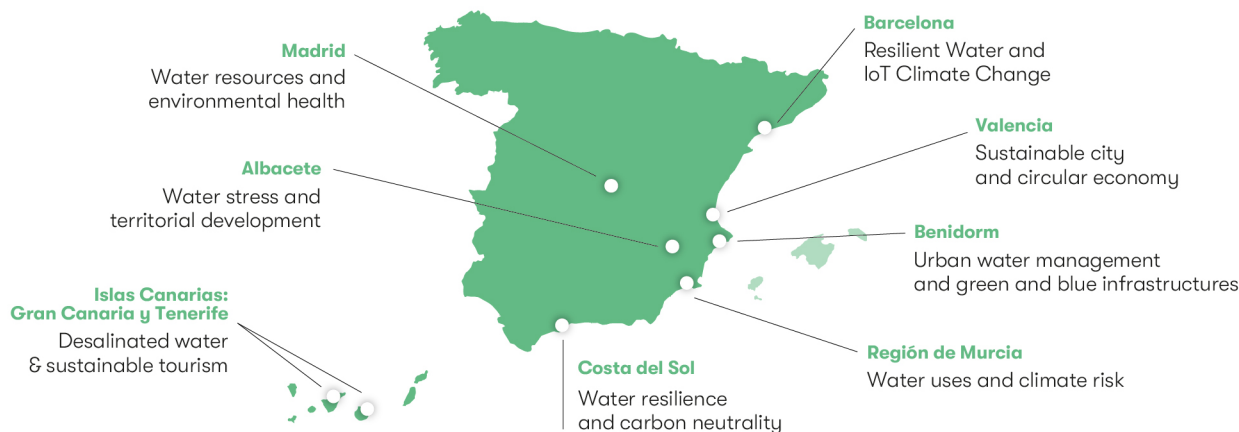 Madrid
Water resources and
environmental health
Albacete
Water stress and
territorial development
Islas Canarias:
Gran Canaria y Tenerife
Desalinated water
& sustainable tourism
Costa del Sol
Water resilience
and carbon neutrality
Barcelona
Resilient Water and
IoT Climate Change
Valencia
Sustainable city
and circular economy
Benidorm
Urban water management
and green and blue infrastructures
Región de Murcia
Water uses and climate risk